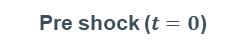 Pre shock (t = 0)